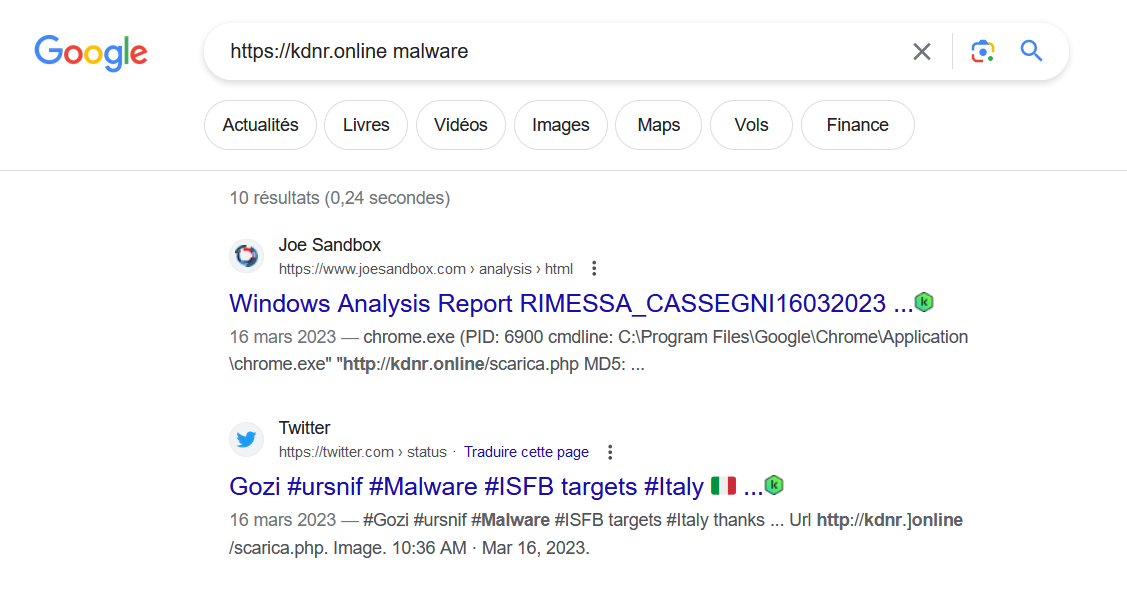 Google
https://kdnr.online malware
Actualités Livres Vidéos Images Maps Vols Finance
10 résultats (0,24 secondes)
Joe Sandbox
https://www.joesandbox.com › analysis › html
Windows Analysis Report RIMESSA_CASSEGNI16032023 ...
k
16 mars 2023 — chrome.exe (PID: 6900 cmdline: C:\Program Files\Google\Chrome\Application
\chrome.exe" "http://kdnr.online/scarica.php MD5: ...
Twitter
https://twitter.com › status · Traduire cette page
Gozi #ursnif #Malware #ISFB targets #Italy 🇮🇹 ...
k
16 mars 2023 — #Gozi #ursnif #Malware #ISFB targets #Italy thanks ... Url http://kdnr.]online
/scarica.php. Image. 10:36 AM · Mar 16, 2023.